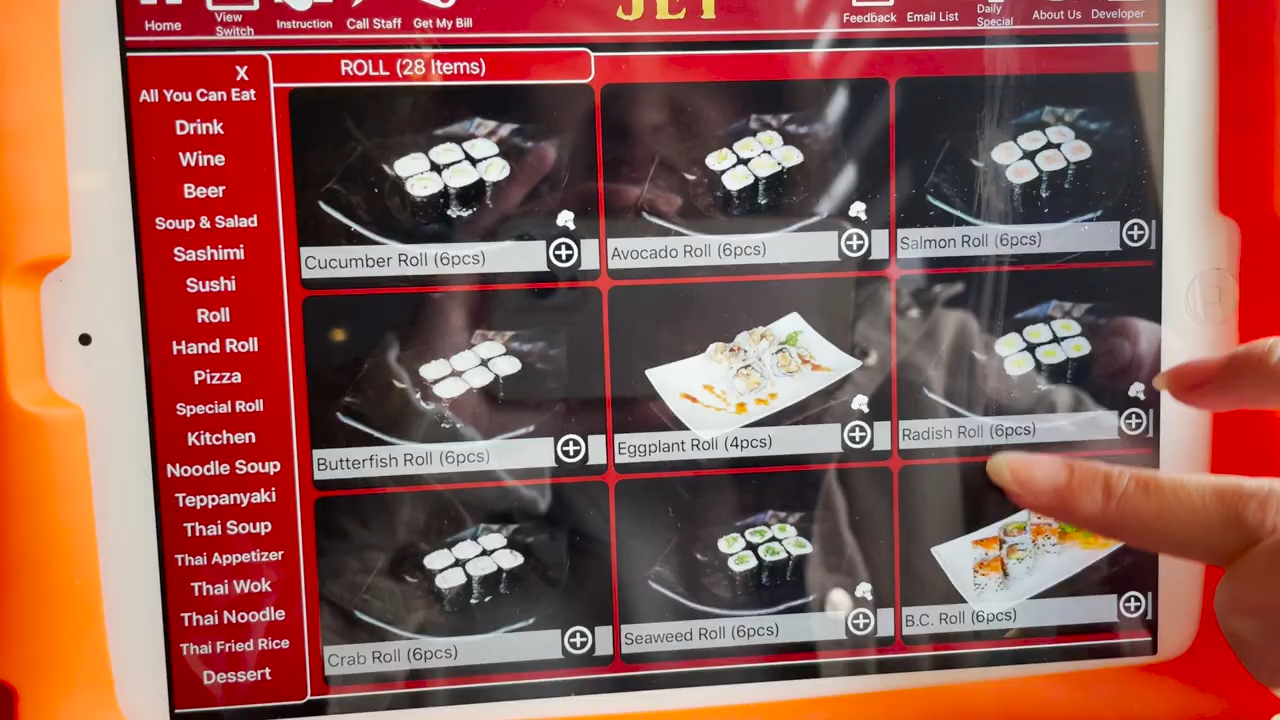 JET
Home
View
Switch
Instruction
Call Staff
Get My Bill
Feedback
Email List
Daily
Special
About Us
Developer
X
All You Can Eat
Drink
Wine
Beer
Soup & Salad
Sashimi
Sushi
Roll
Hand Roll
Pizza
Special Roll
Kitchen
Noodle Soup
Teppanyaki
Thai Soup
Thai Appetizer
Thai Wok
Thai Noodle
Thai Fried Rice
Dessert
ROLL (28 Items)
Cucumber Roll (6pcs)
Avocado Roll (6pcs)
Salmon Roll (6pcs)
Butterfish Roll (6pcs)
Eggplant Roll (4pcs)
Radish Roll (6pcs)
Crab Roll (6pcs)
Seaweed Roll (6pcs)
B.C. Roll (6pcs)